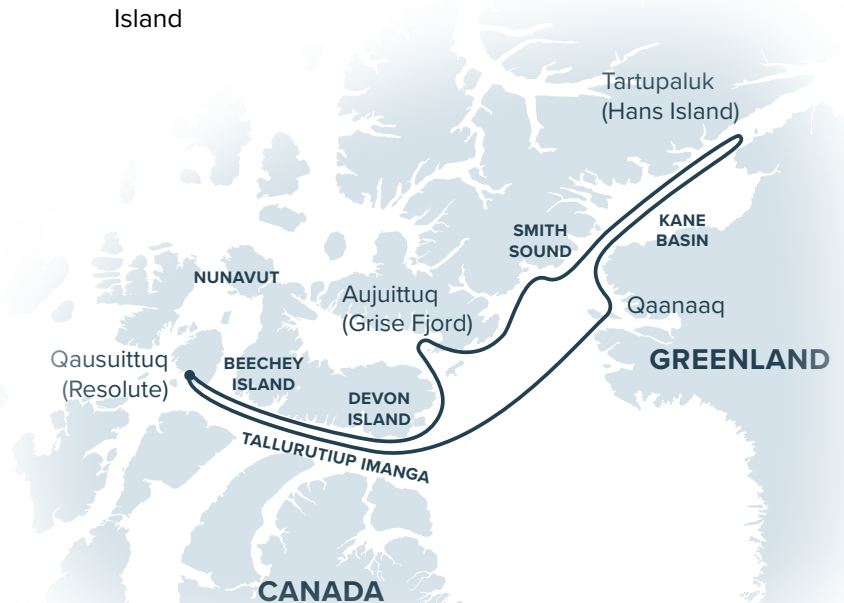 Island
Tartupaluk
(Hans Island)
SMITH
SOUND
KANE
BASIN
NUNAVUT
Aujuittuq
(Grise Fjord)
Qaanaaq
Qausuittuq
(Resolute)
BEECHEY
ISLAND
GREENLAND
DEVON
ISLAND
TALLURUTIUP IMANGA
CANADA